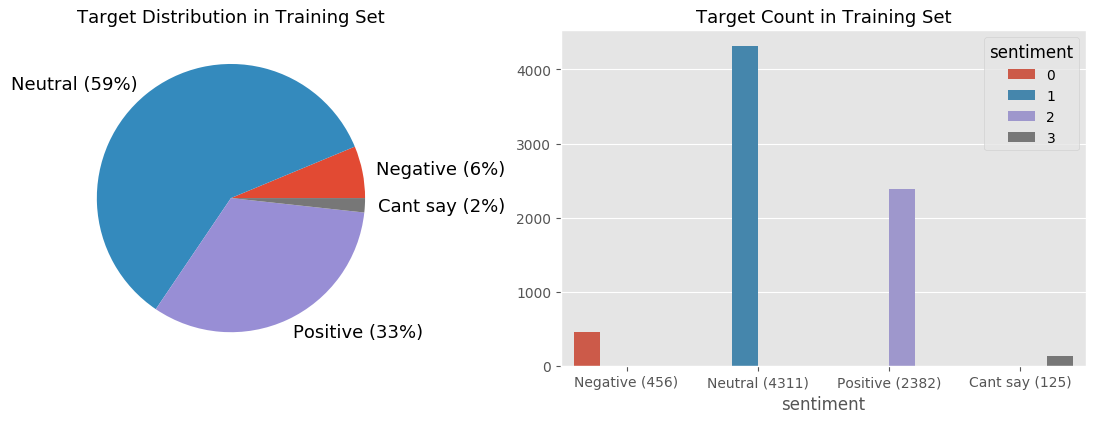 Target Distribution in Training Set
Neutral (59%)
Negative (6%)
Cant say (2%)
Positive (33%)
Target Count in Training Set
4000
3000
2000
1000
0
sentiment
0
1
2
3
Negative (456)
Neutral (4311)
Positive (2382)
Cant say (125)
sentiment